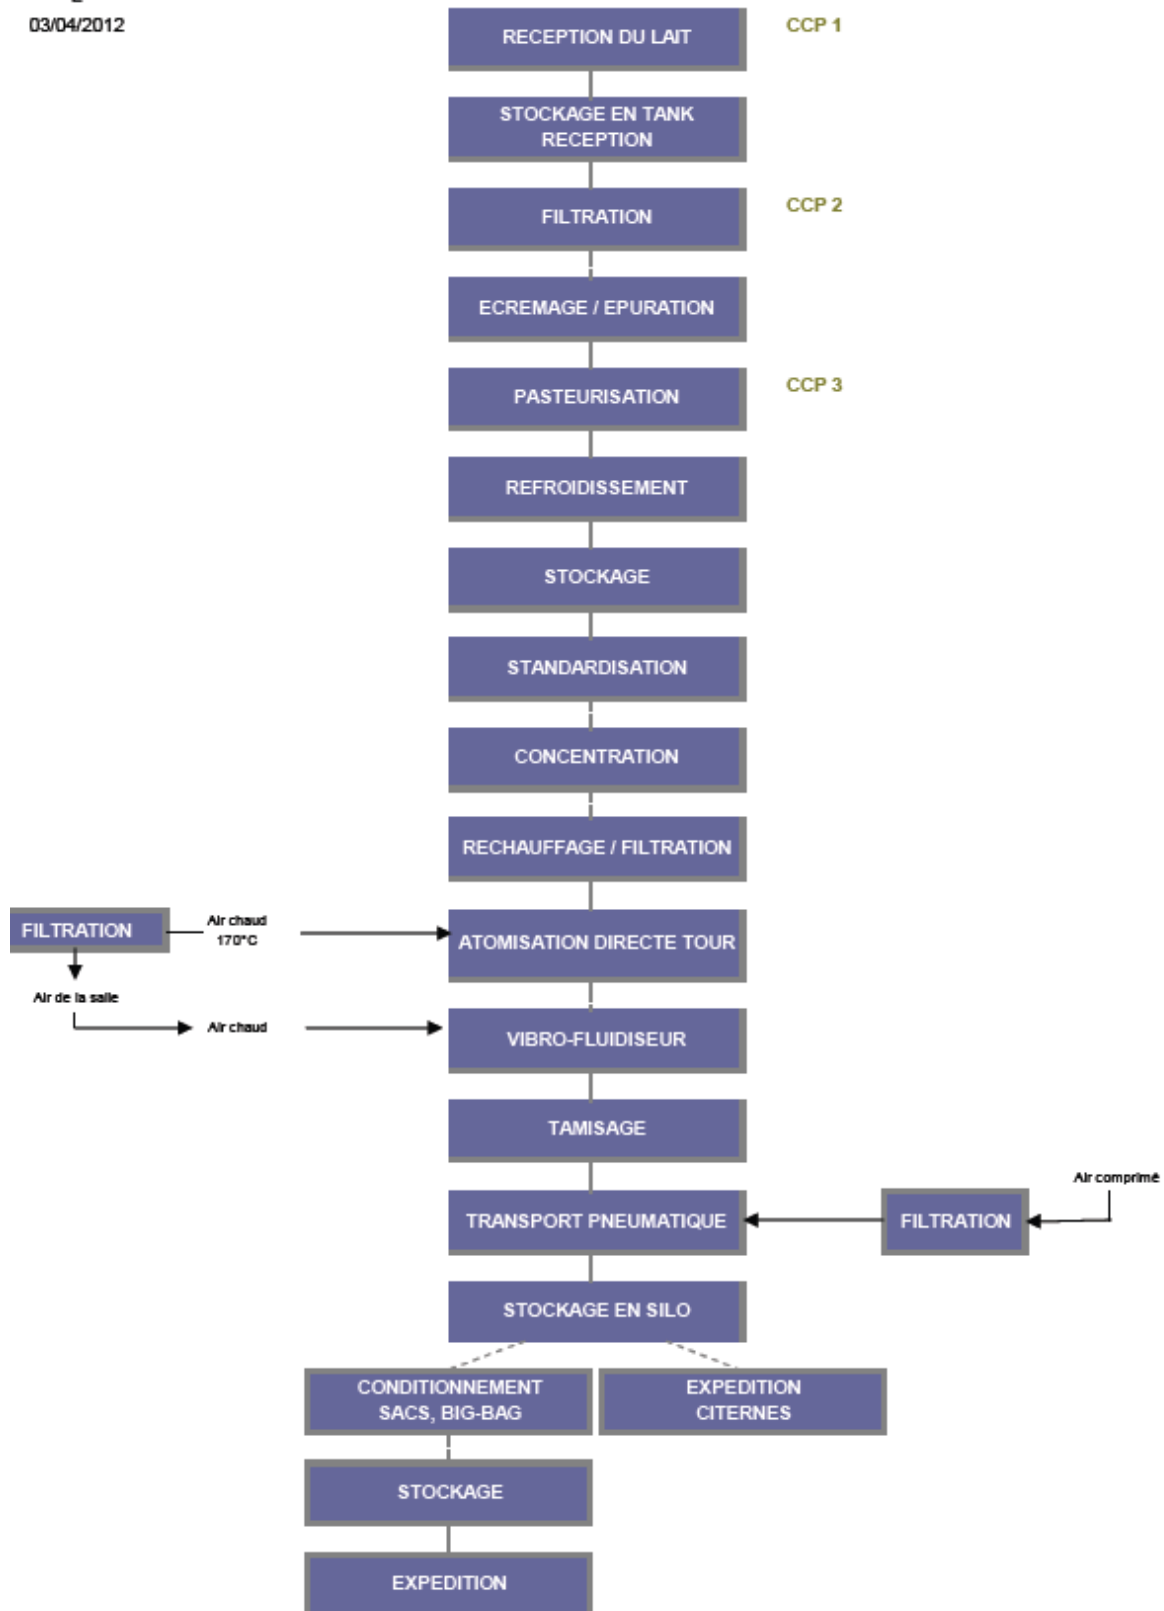 03/04/2012
RECEPTION DU LAIT
CCP 1
STOCKAGE EN TANK
RECEPTION
FILTRATION
CCP 2
ECREMAGE / EPURATION
PASTEURISATION
CCP 3
REFROIDISSEMENT
STOCKAGE
STANDARDISATION
CONCENTRATION
RECHAUFFAGE / FILTRATION
FILTRATION
Air chaud
170°C
ATOMISATION DIRECTE TOUR
Air de la salle
Air chaud
VIBRO-FLUIDISEUR
TAMISAGE
Air comprimé
TRANSPORT PNEUMATIQUE
FILTRATION
STOCKAGE EN SILO
CONDITIONNEMENT
SACS, BIG-BAG
EXPEDITION
CITERNES
STOCKAGE
EXPEDITION